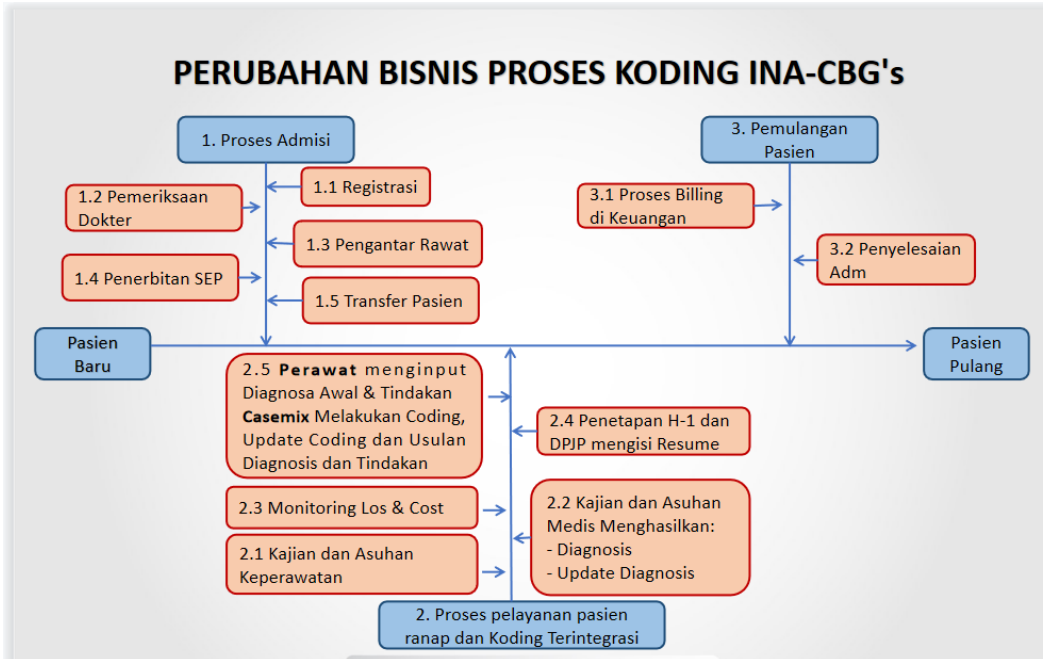 PERUBAHAN BISNIS PROSES KODING INA-CBG's
1. Proses Admisi
1.1 Registrasi
1.2 Pemeriksaan
Dokter
1.3 Pengantar Rawat
1.4 Penerbitan SEP
1.5 Transfer Pasien
3. Pemulangan
Pasien
3.1 Proses Billing
di Keuangan
3.2 Penyelesaian
Adm
Pasien
Baru
Pasien
Pulang
2.5 Perawat menginput
Diagnosa Awal & Tindakan
Casemix Melakukan Coding,
Update Coding dan Usulan
Diagnosis dan Tindakan
2.4 Penetapan H-1 dan
DPJP mengisi Resume
2.3 Monitoring Los & Cost
2.2 Kajian dan Asuhan
Medis Menghasilkan:
- Diagnosis
- Update Diagnosis
2.1 Kajian dan Asuhan
Keperawatan
2. Proses pelayanan pasien
ranap dan Koding Terintegrasi